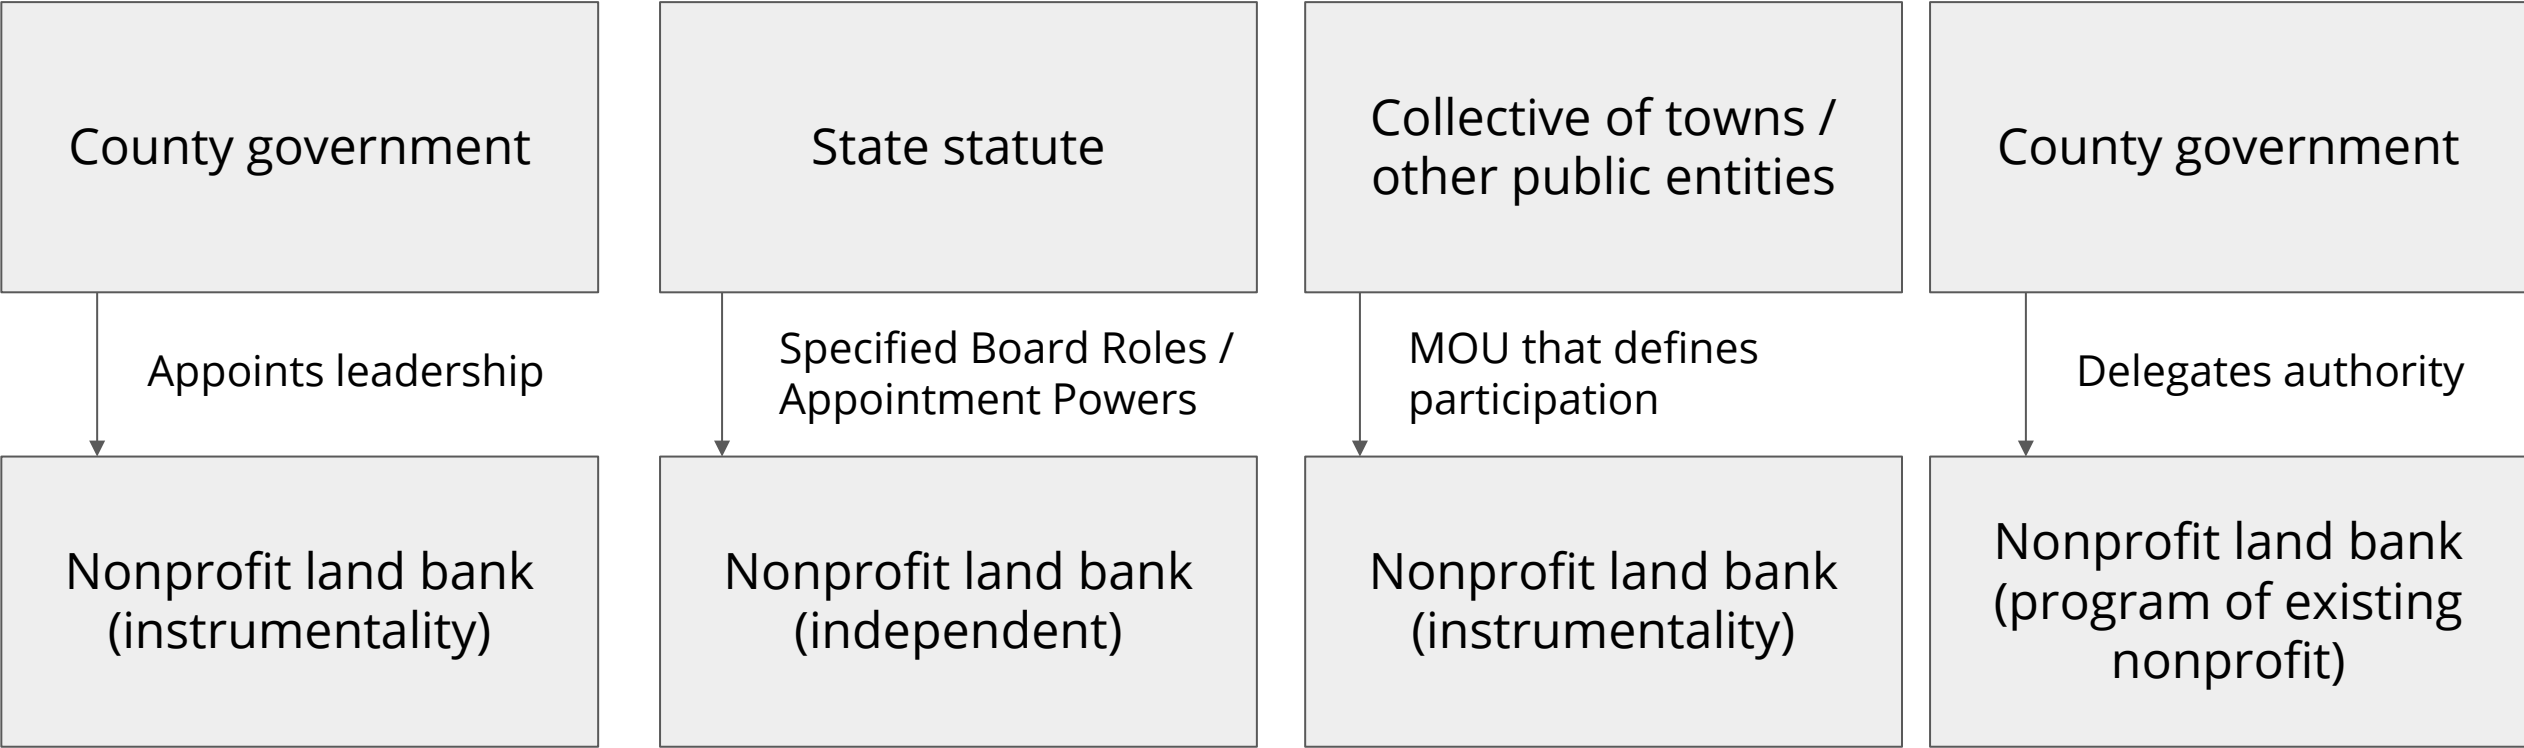 County government
State statute
Collective of towns /
other public entities
County government
Appoints leadership
Specified Board Roles /
Appointment Powers
MOU that defines
participation
Delegates authority
Nonprofit land bank
(instrumentality)
Nonprofit land bank
(independent)
Nonprofit land bank
(instrumentality)
Nonprofit land bank
(program of existing
nonprofit)